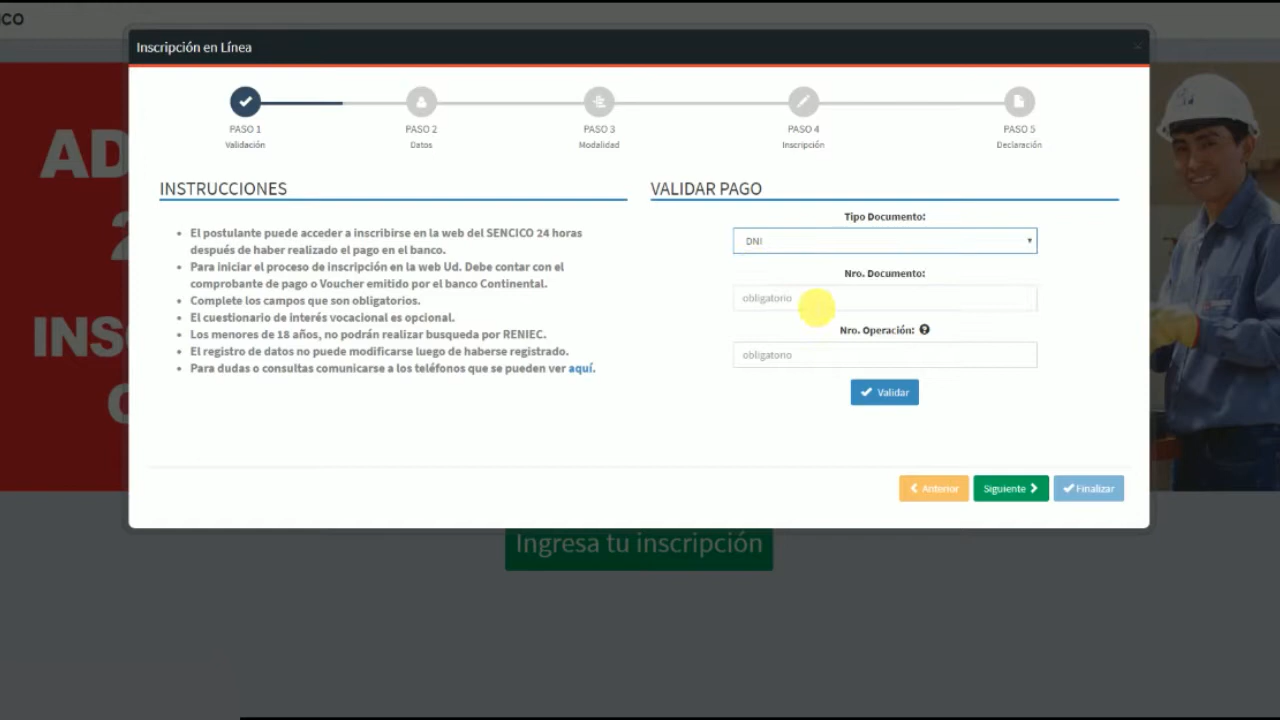 CO
Inscripción en Línea
PASO 1
Validación
PASO 2
Datos
PASO 3
Modalidad
PASO 4
Inscripción
PASO 5
Declaración
INSTRUCCIONES
• El postulante puede acceder a inscribirse en la web del SENCICO 24 horas
después de haber realizado el pago en el banco.
• Para iniciar el proceso de inscripción en la web Ud. Debe contar con el
comprobante de pago o Voucher emitido por el banco Continental.
• Complete los campos que son obligatorios.
• El cuestionario de interés vocacional es opcional.
• Los menores de 18 años, no podrán realizar busqueda por RENIEC.
• El registro de datos no puede modificarse luego de haberse registrado.
• Para dudas o consultas comunicarse a los teléfonos que se pueden ver aquí.
VALIDAR PAGO
Tipo Documento:
DNI
Nro. Documento:
obligatorio
Nro. Operación:
obligatorio
Validar
Anterior
Siguiente
Finalizar
AD
2
INS
Ingresa tu inscripción